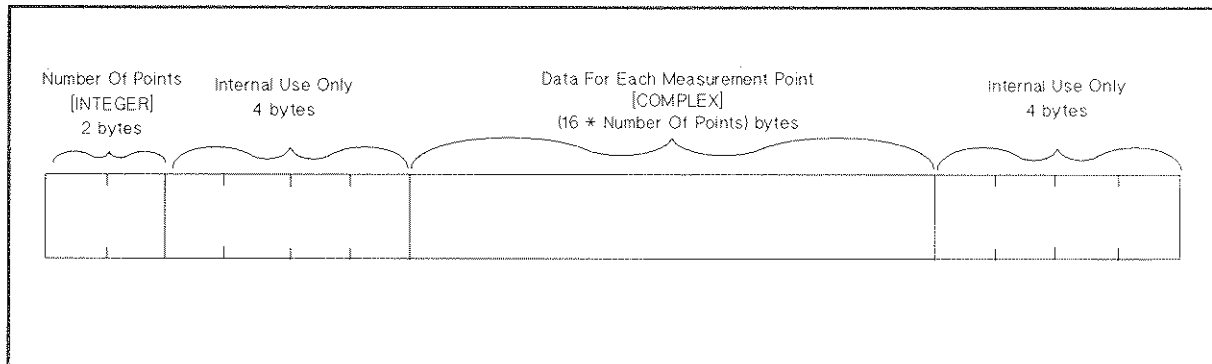 Number Of Points
[INTEGER]
2 bytes
Internal Use Only
4 bytes
Data For Each Measurement Point
[COMPLEX]
(16 * Number Of Points) bytes
Internal Use Only
4 bytes